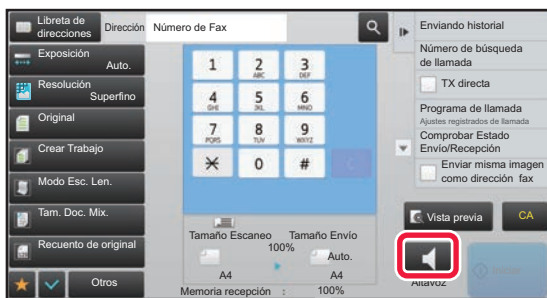 Libreta de
direcciones
Dirección
Número de Fax
Exposición
Auto.
Resolución
Superfino
Original
Crear Trabajo
Modo Esc. Len.
Tam. Doc. Mix.
Recuento de original
Otros
1
2
ABC
3
DEF
4
GHI
5
JKL
6
MNO
7
PQRS
8
TUV
9
WXYZ
0
#
C
Tamaño Escaneo
Tamaño Envío
100%
Auto.
A4
A4
Memoria recepción : 100%
Enviando historial
Número de búsqueda
de llamada
TX directa
Programa de llamada
Ajustes registrados de llamada
Comprobar Estado
Envío/Recepción
Enviar misma imagen
como dirección fax
Vista previa
CA
Altavoz